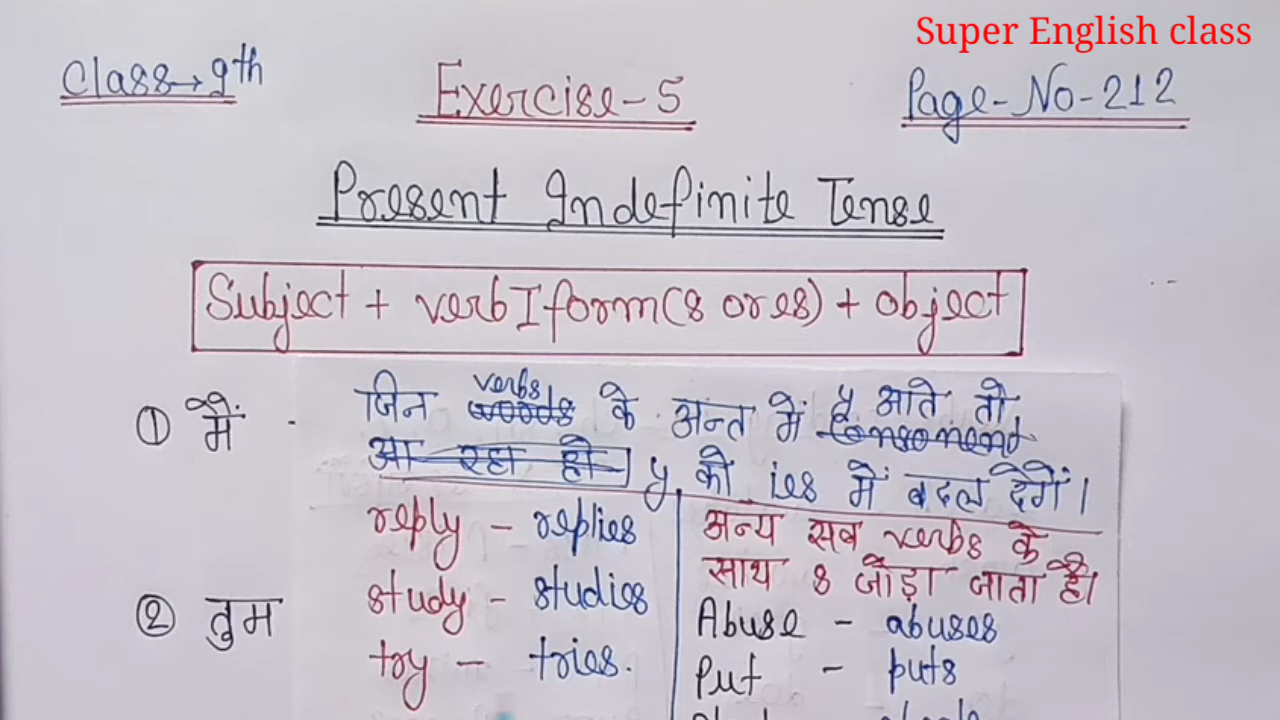 Super English class
Class→9th Exercise-5 Page-No-212
Present Indefinite Tense
Subject + verb I form (s or es) + object
① मैं
जिन verbs के अन्त में y आते तो
आ रहा हो y को ies में बदल देगें।
reply - replies
study - studies
try - tries.
② तुम
अन्य सब verbs के
साथ s जोड़ा जाता है।
Abuse - abuses
Put - puts